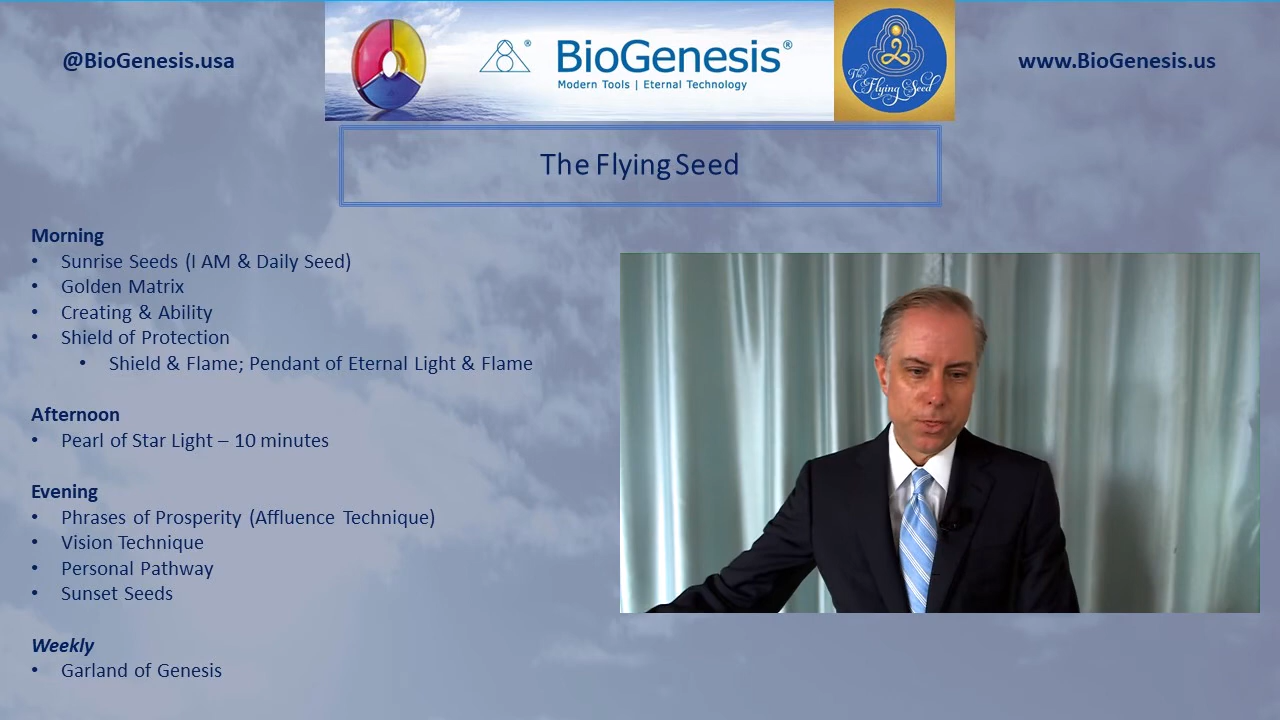 @BioGenesis.usa
BioGenesis®
®
Modern Tools | Eternal Technology
The Flying Seed
www.BioGenesis.us
The Flying Seed
Morning
• Sunrise Seeds (I AM & Daily Seed)
• Golden Matrix
• Creating & Ability
• Shield of Protection
• Shield & Flame; Pendant of Eternal Light & Flame
Afternoon
• Pearl of Star Light – 10 minutes
Evening
• Phrases of Prosperity (Affluence Technique)
• Vision Technique
• Personal Pathway
• Sunset Seeds
Weekly
• Garland of Genesis